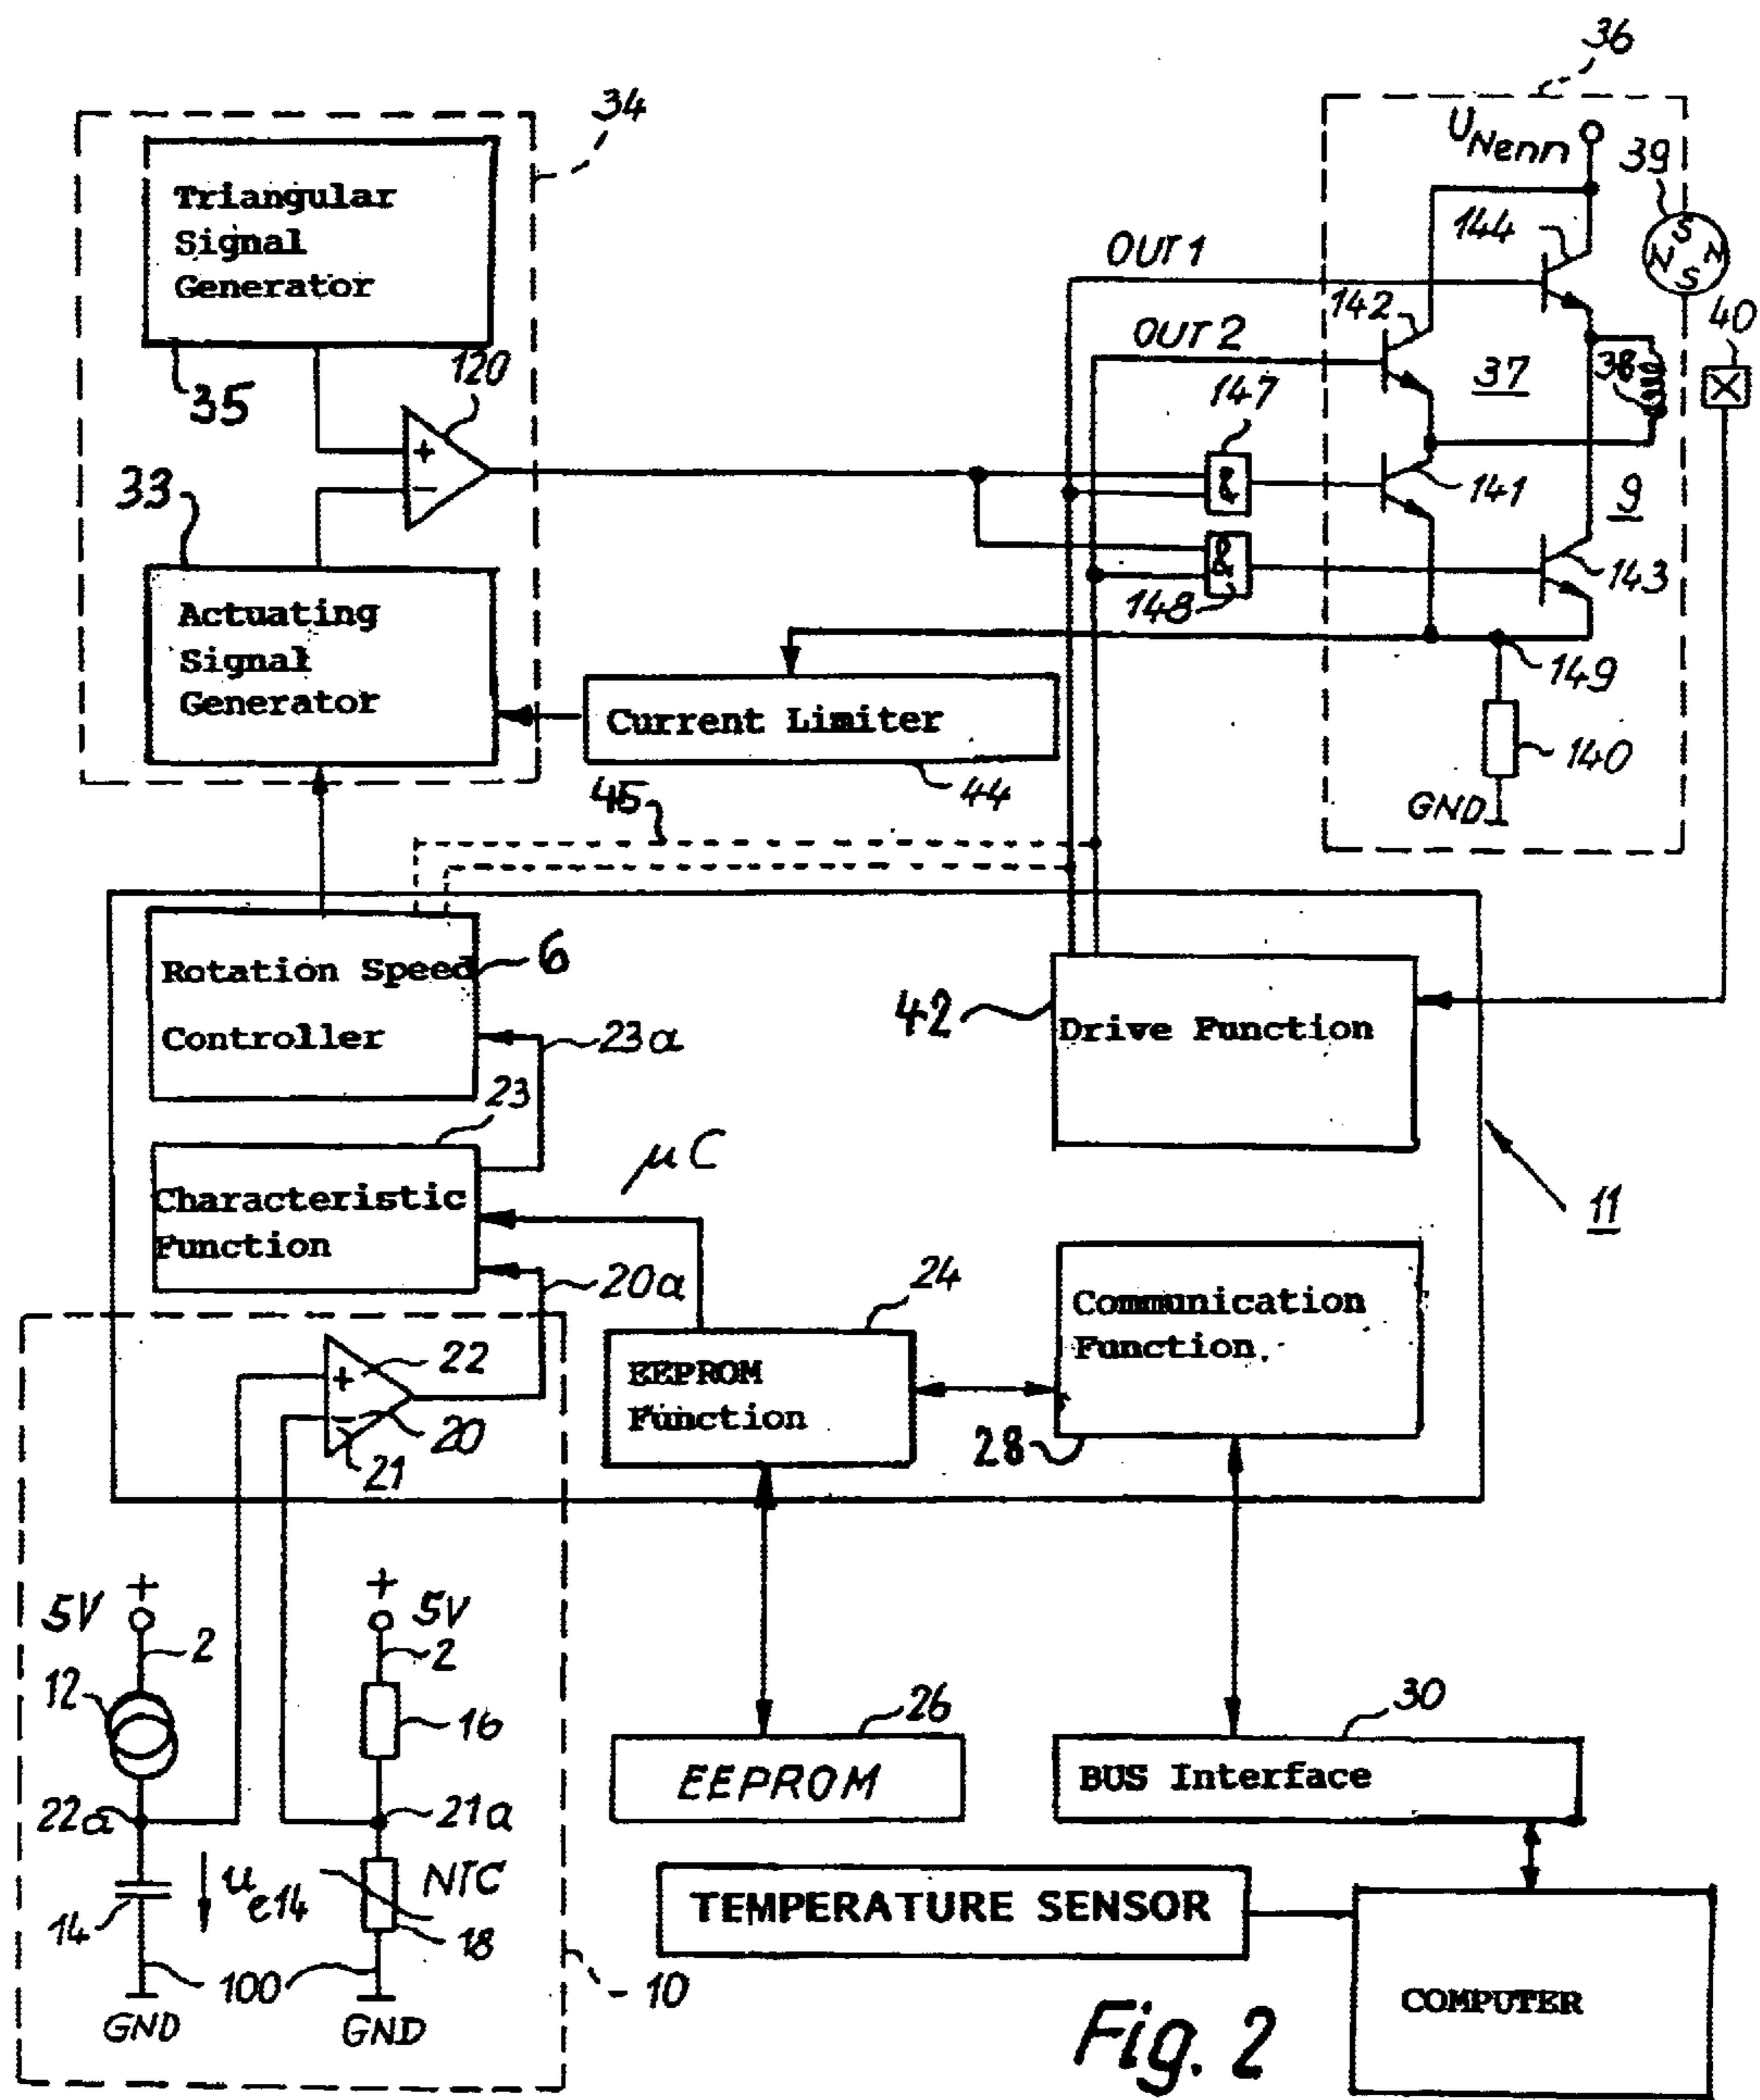 36
34
U Nenn
39
Triangular
Signal
Generator
S
N
N
S
144
OUT 1
40
142
OUT 2
120
37
38
35
147
+
−
&
141
9
33
&
143
148
Actuating
Signal
Generator
149
Current Limiter
140
44
GND
45
Rotation Speed
Controller
6
42
Drive Function
23a
23
µC
Characteristic
Function
11
20a
24
Communication
Function.
22
+
EEPROM
Function
−
20
21
28
+
5V
+
5V
2
2
12
16
26
30
EEPROM
BUS Interface
22a
21a
u e14
NTC
TEMPERATURE SENSOR
14
18
100
10
COMPUTER
GND
GND
Fig. 2